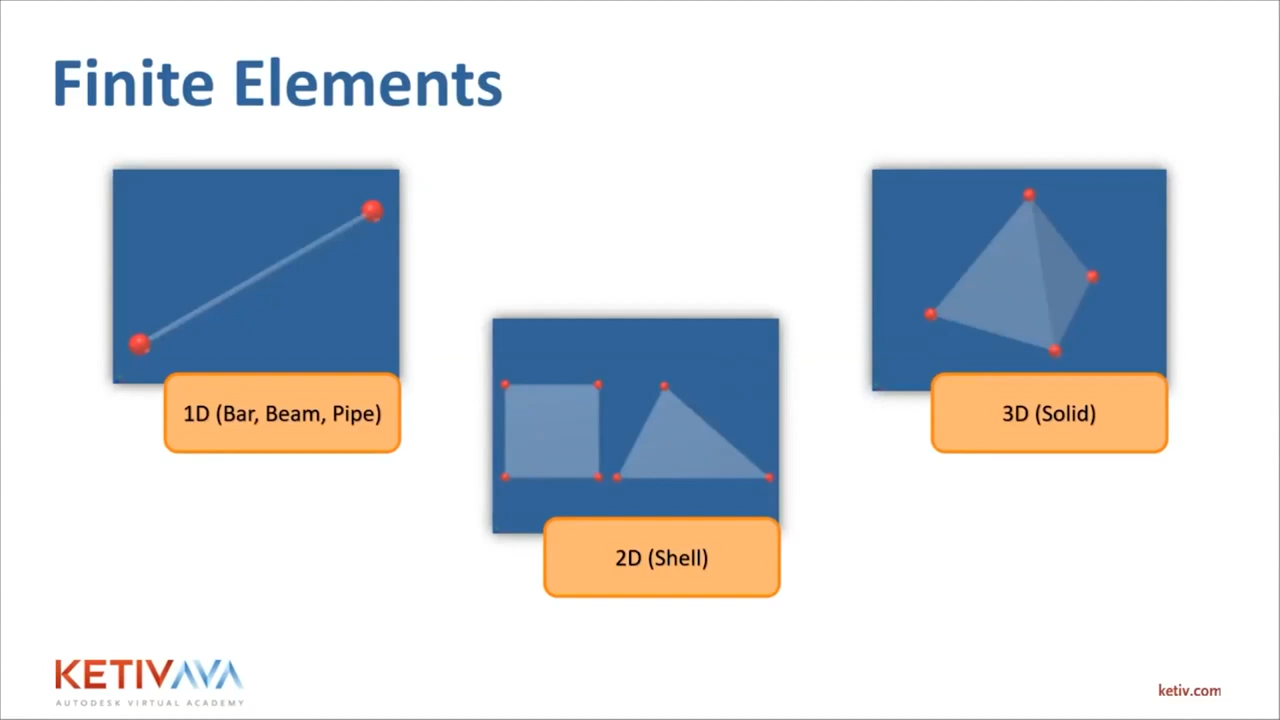 Finite Elements
1D (Bar, Beam, Pipe)
3D (Solid)
2D (Shell)
KETIVAVA
AUTODESK VIRTUAL ACADEMY
ketiv.com